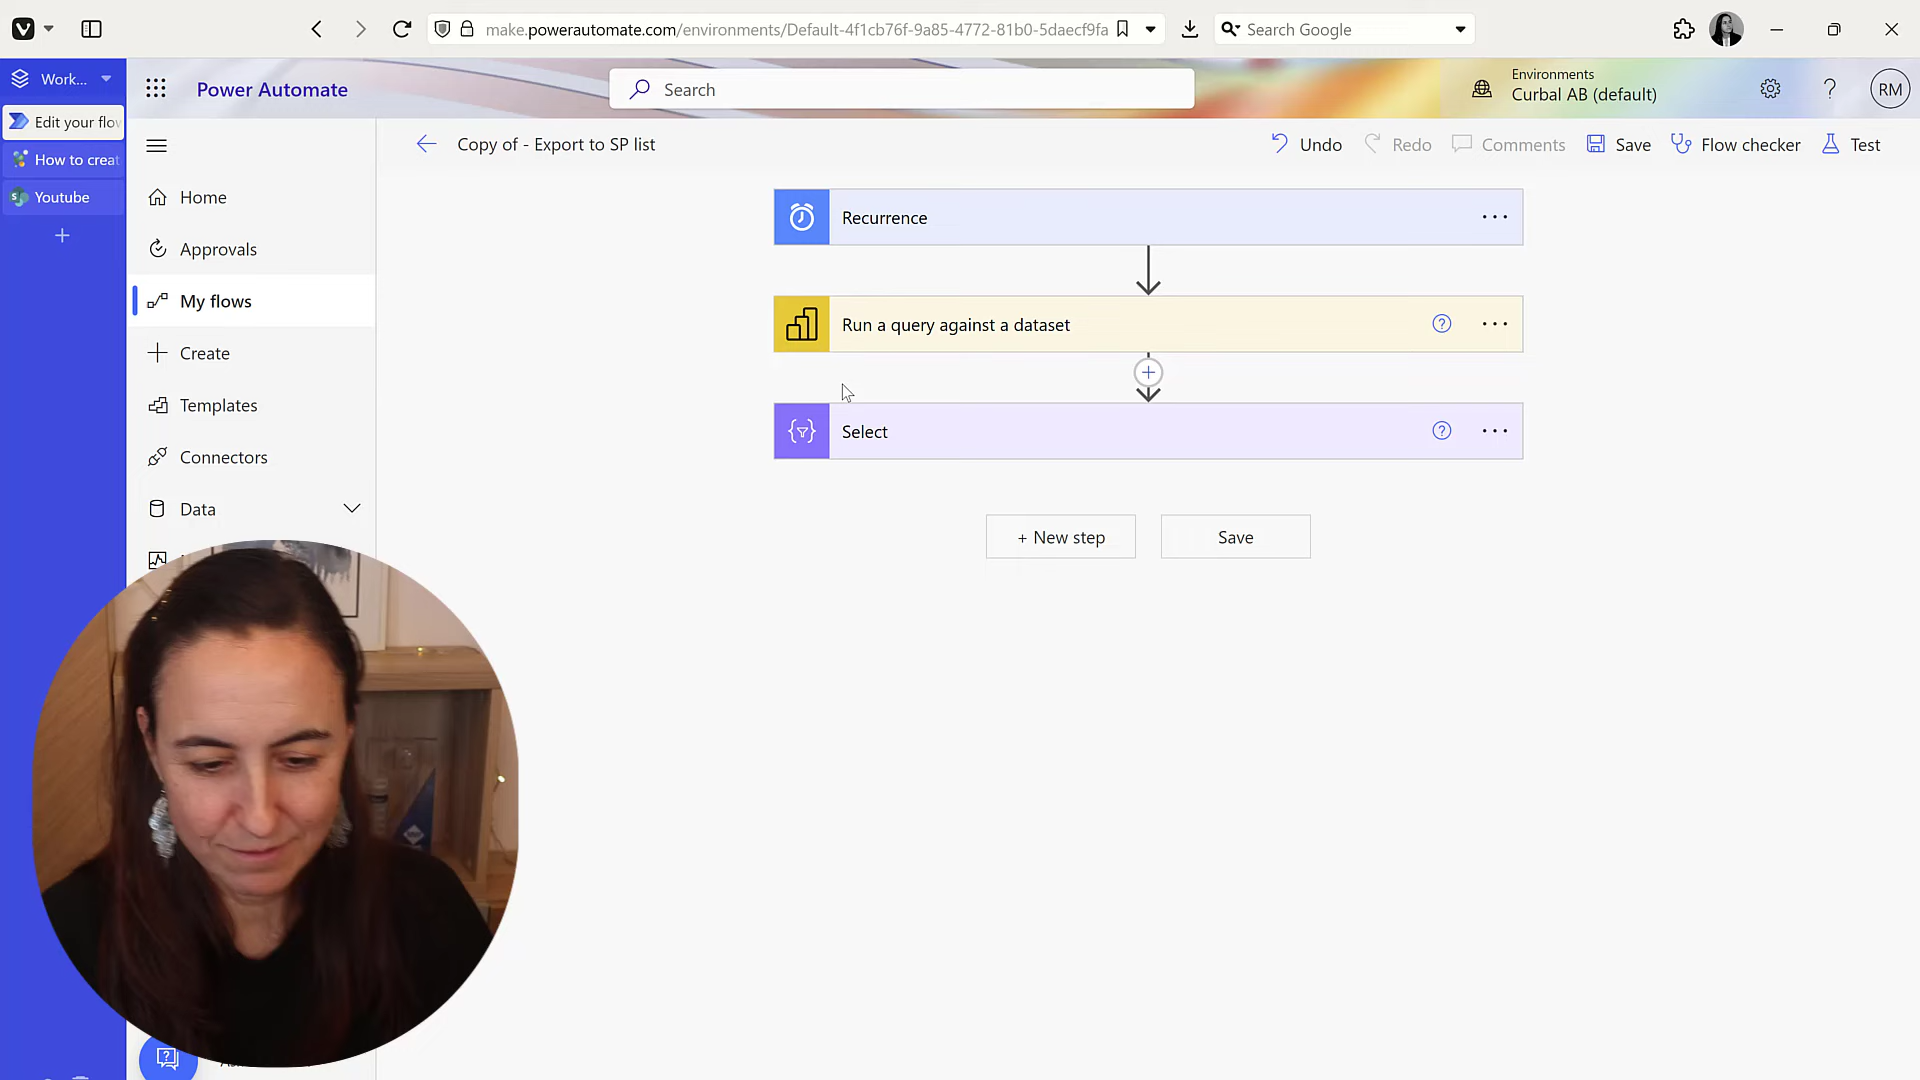 make.powerautomate.com/environments/Default-4f1cb76f-9a85-4772-81b0-5daecf9fa
Search Google
Work...
Power Automate
Search
Environments
Curbal AB (default)
RM
Edit your flov
How to creat
Youtube
Copy of - Export to SP list
Undo
Redo
Comments
Save
Flow checker
Test
Home
Approvals
My flows
Create
Templates
Connectors
Data
Recurrence
Run a query against a dataset
Select
+ New step
Save